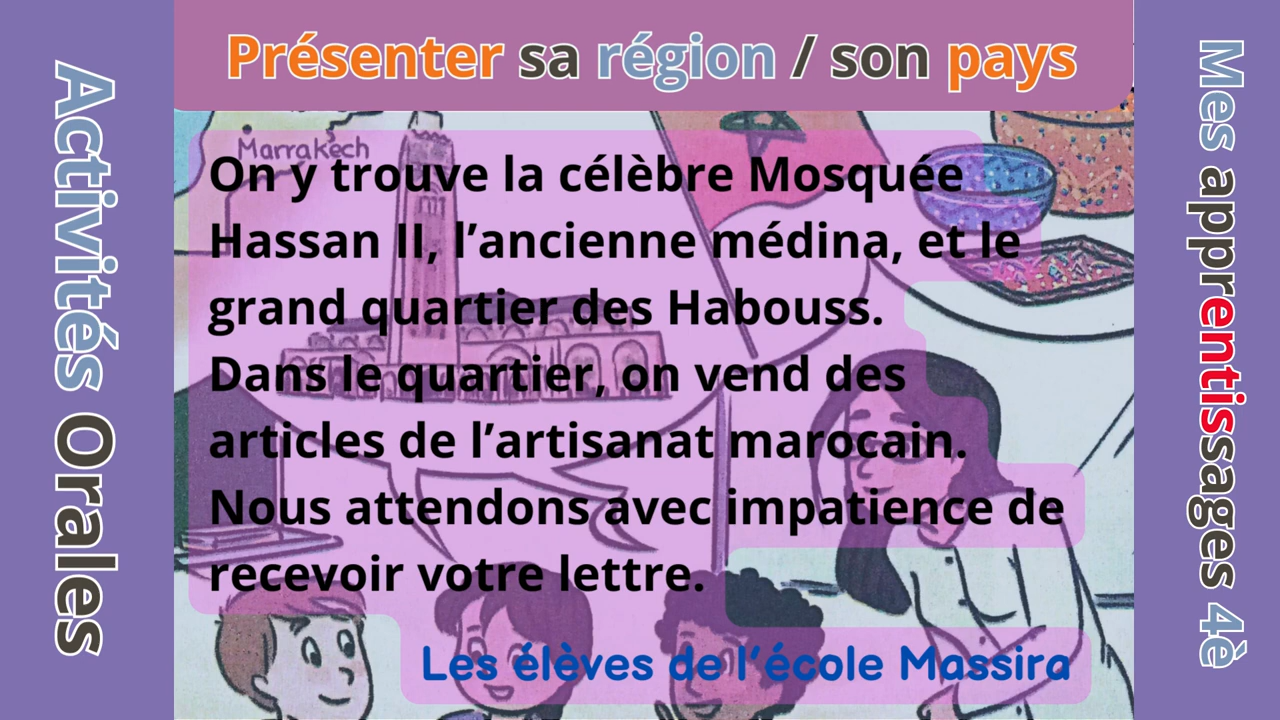 Présenter sa région / son pays
Activités Orales
Marrakech
On y trouve la célèbre Mosquée
Hassan II, l’ancienne médina, et le
grand quartier des Habouss.
Dans le quartier, on vend des
articles de l’artisanat marocain.
Nous attendons avec impatience de
recevoir votre lettre.
Les élèves de l’école Massira
Mes apprentissages 4è